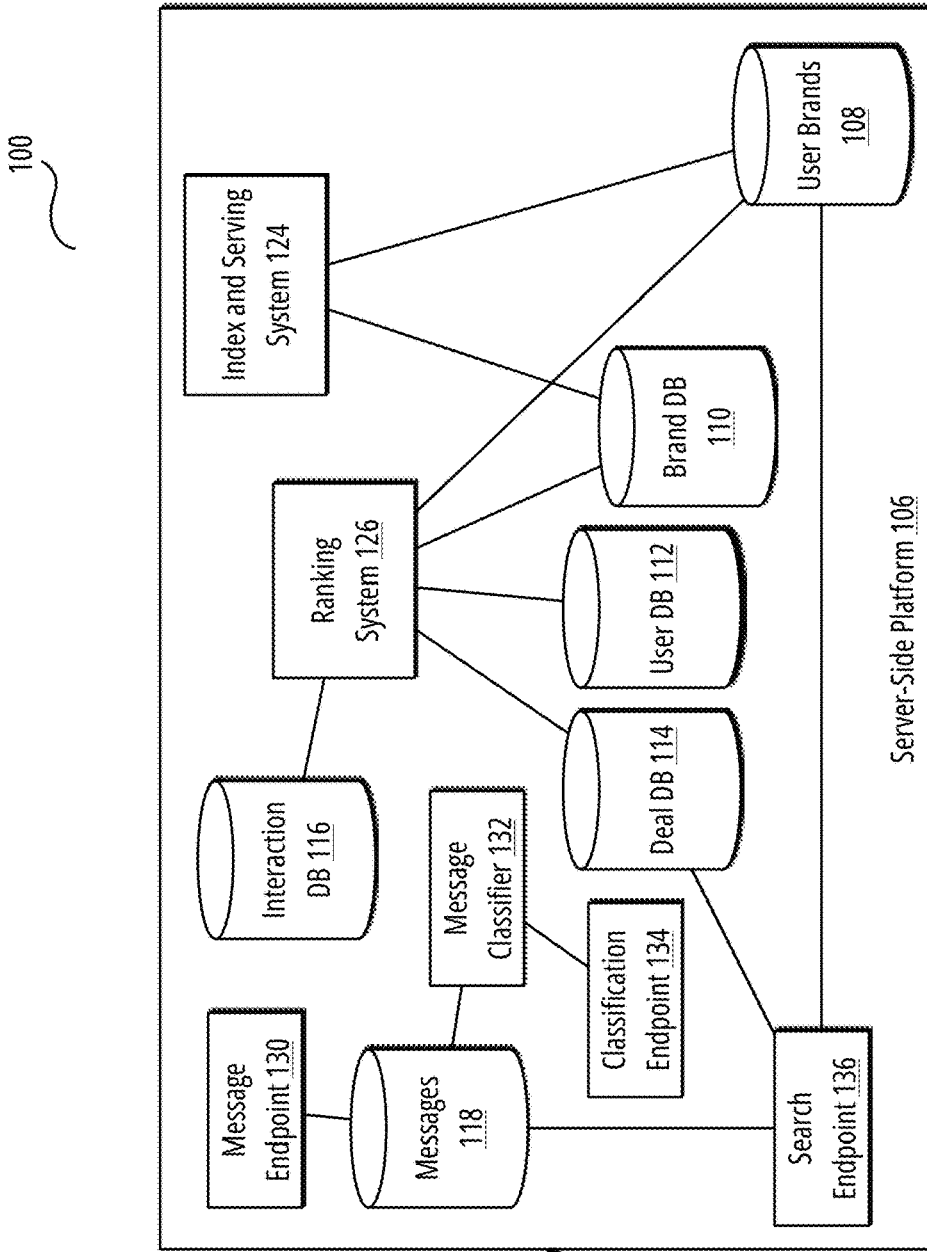 100
Message
Endpoint 130
Interaction
DB 116
Ranking
System 126
Index and Serving
System 124
Messages
118
Message
Classifier 132
Classification
Endpoint 134
Deal DB 114
User DB 112
Brand DB
110
User Brands
108
Search
Endpoint 136
Server-Side Platform 106